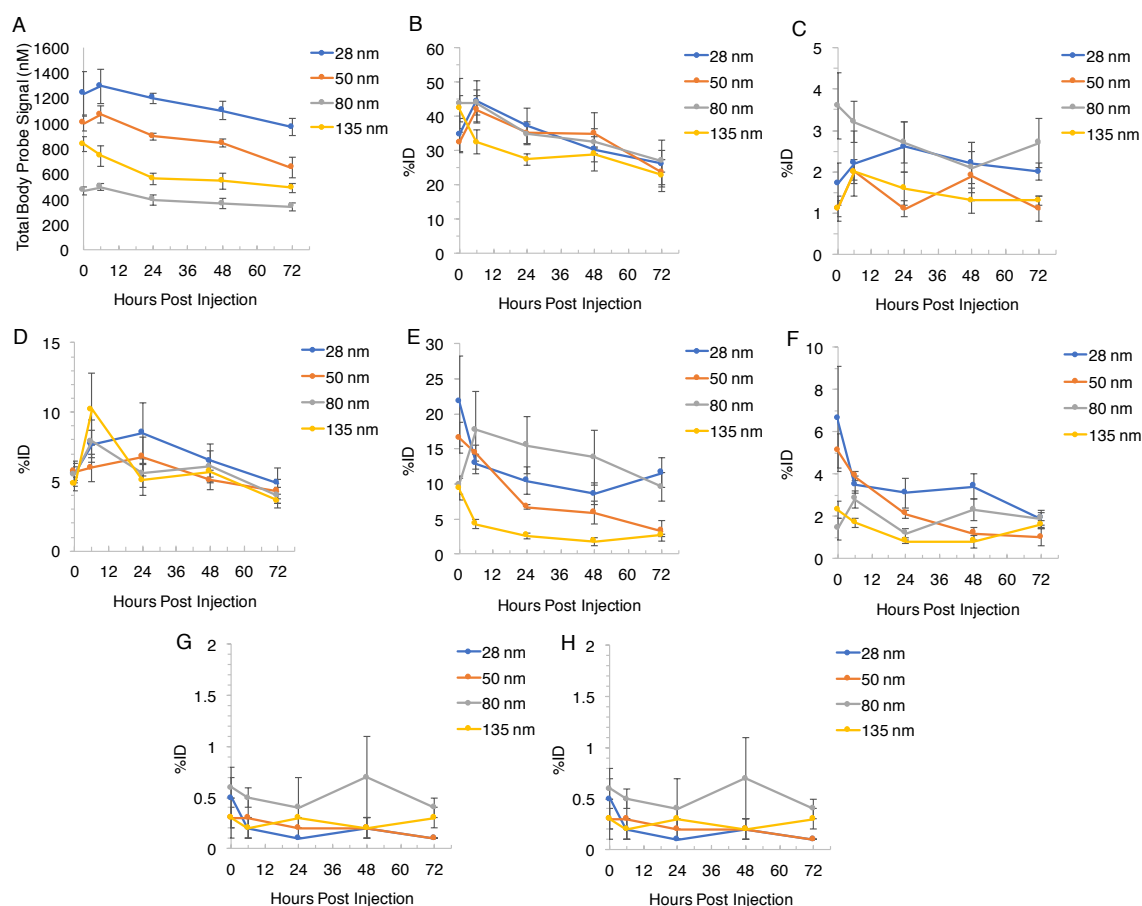 A
Total Body Probe Signal (nM)
1600
1400
1200
1000
800
600
400
200
0
0 12 24 36 48 60 72
Hours Post Injection
28 nm
50 nm
80 nm
135 nm
B
%ID
60
50
40
30
20
10
0
0 12 24 36 48 60 72
Hours Post Injection
28 nm
50 nm
80 nm
135 nm
C
%ID
5
4
3
2
1
0
0 12 24 36 48 60 72
Hours Post Injection
28 nm
50 nm
80 nm
135 nm
D
%ID
15
10
5
0
0 12 24 36 48 60 72
Hours Post Injection
28 nm
50 nm
80 nm
135 nm
E
%ID
30
25
20
15
10
5
0
0 12 24 36 48 60 72
Hours Post Injection
28 nm
50 nm
80 nm
135 nm
F
%ID
10
8
6
4
2
0
0 12 24 36 48 60 72
Hours Post Injection
28 nm
50 nm
80 nm
135 nm
G
%ID
2
1.5
1
0.5
0
0 12 24 36 48 60 72
Hours Post Injection
28 nm
50 nm
80 nm
135 nm
H
%ID
2
1.5
1
0.5
0
0 12 24 36 48 60 72
Hours Post Injection
28 nm
50 nm
80 nm
135 nm